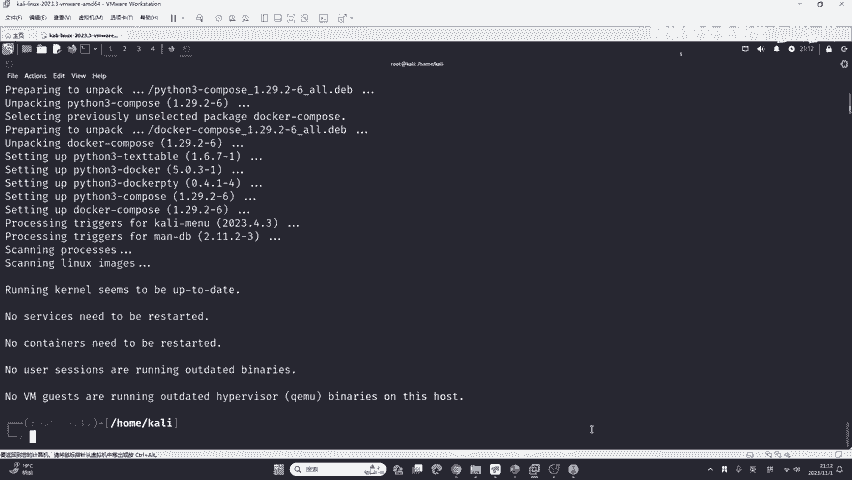 kali-linux-2023.3-vmware-amd64 - VMware Workstation
文件(F) 编辑(E) 查看(V) 虚拟机(M) 选项卡(T) 帮助(H)
主页 kali-linux-2023.3-vmware...
1 2 3 4
21:12
root@kali: /home/kali
File Actions Edit View Help
Preparing to unpack .../python3-compose_1.29.2-6_all.deb ...
Unpacking python3-compose (1.29.2-6) ...
Selecting previously unselected package docker-compose.
Preparing to unpack .../docker-compose_1.29.2-6_all.deb ...
Unpacking docker-compose (1.29.2-6) ...
Setting up python3-texttable (1.6.7-1) ...
Setting up python3-docker (5.0.3-1) ...
Setting up python3-dockerpty (0.4.1-4) ...
Setting up python3-compose (1.29.2-6) ...
Setting up docker-compose (1.29.2-6) ...
Processing triggers for kali-menu (2023.4.3) ...
Processing triggers for man-db (2.11.2-3) ...
Scanning processes...
Scanning linux images...
Running kernel seems to be up-to-date.
No services need to be restarted.
No containers need to be restarted.
No user sessions are running outdated binaries.
No VM guests are running outdated hypervisor (qemu) binaries on this host.
[/home/kali]
要返回到您的计算机，请将鼠标指针从虚拟机中移出或按 Ctrl+Alt。
搜索
拼
21:12
2023/11/1